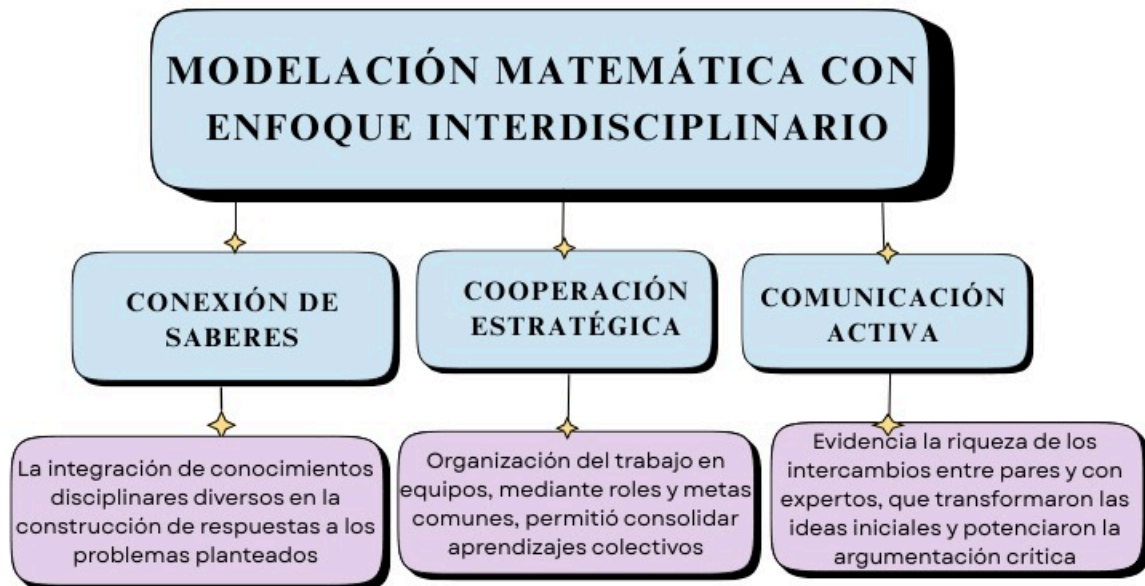 MODELACIÓN MATEMÁTICA CON
ENFOQUE INTERDISCIPLINARIO
CONEXIÓN DE
SABERES
COOPERACIÓN
ESTRATÉGICA
COMUNICACIÓN
ACTIVA
La integración de conocimientos
disciplinares diversos en la
construcción de respuestas a los
problemas planteados
Organización del trabajo en
equipos, mediante roles y metas
comunes, permitió consolidar
aprendizajes colectivos
Evidencia la riqueza de los
intercambios entre pares y con
expertos, que transformaron las
ideas iniciales y potenciaron la
argumentación crítica